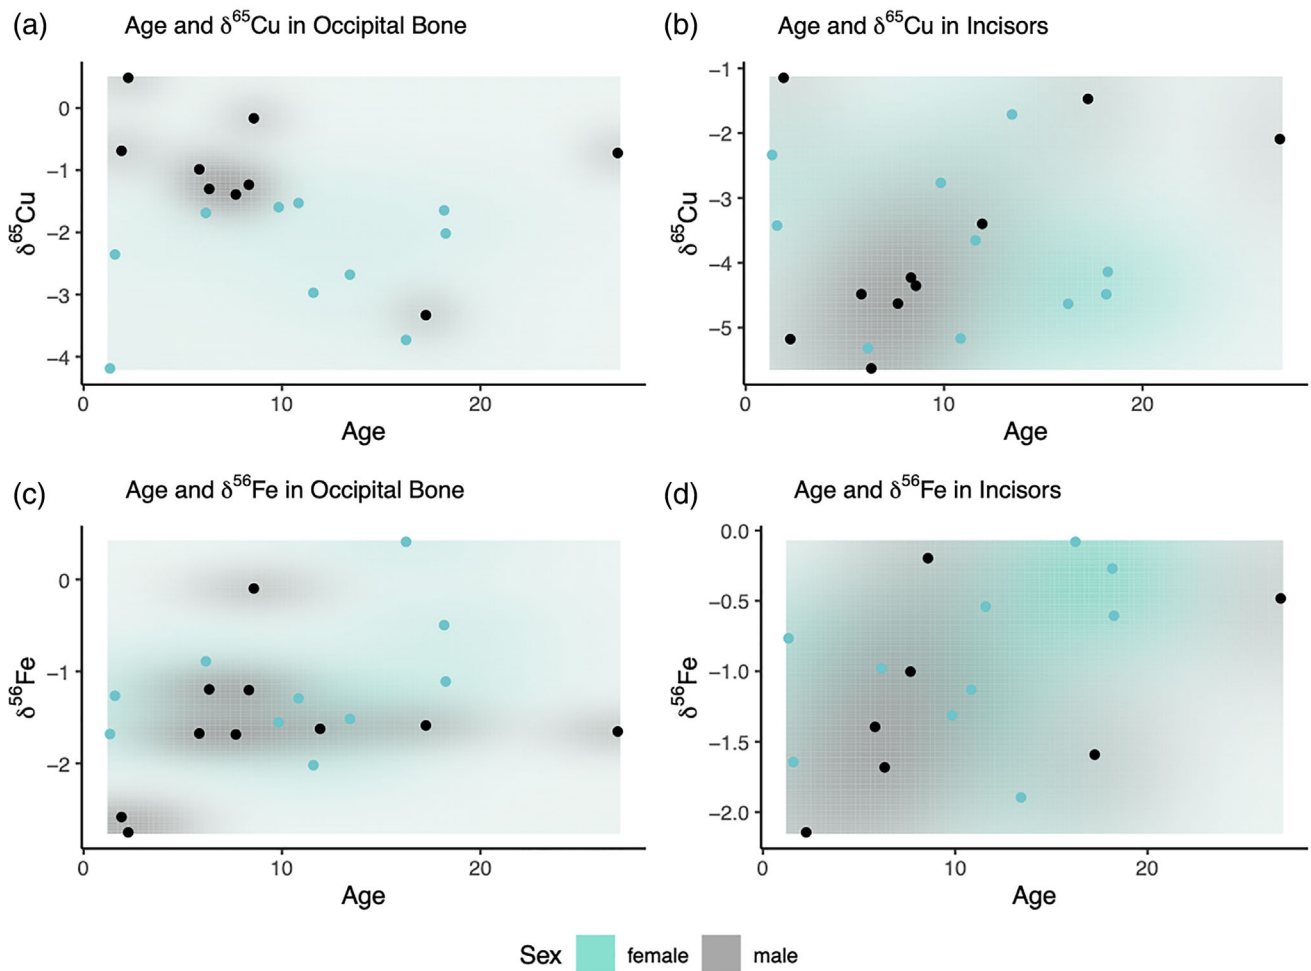 (a) Age and δ⁶⁵Cu in Occipital Bone
0
−1
−2
−3
−4
δ⁶⁵Cu
0 10 20
Age
(b) Age and δ⁶⁵Cu in Incisors
−1
−2
−3
−4
−5
δ⁶⁵Cu
0 10 20
Age
(c) Age and δ⁵⁶Fe in Occipital Bone
0
−1
−2
δ⁵⁶Fe
0 10 20
Age
(d) Age and δ⁵⁶Fe in Incisors
0.0
−0.5
−1.0
−1.5
−2.0
δ⁵⁶Fe
0 10 20
Age
Sex female male